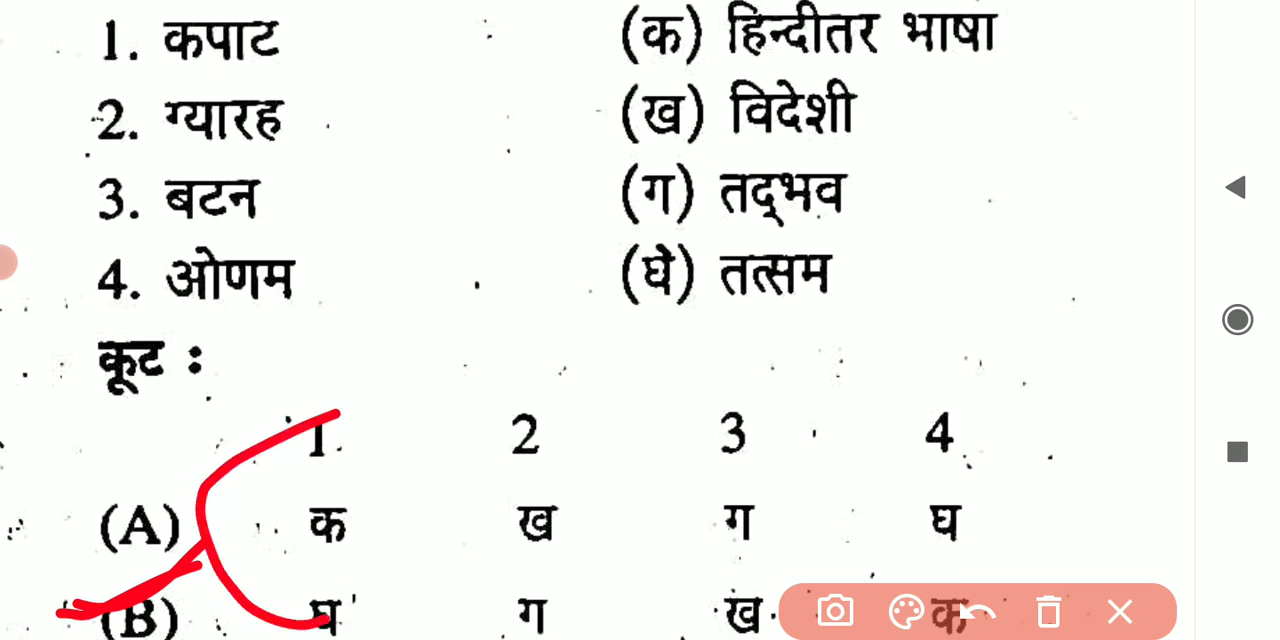 1. कपाट (क) हिन्दीतर भाषा
2. ग्यारह (ख) विदेशी
3. बटन (ग) तद्भव
4. ओणम (घ) तत्सम
कूट :
1 2 3 4
(A) क ख ग घ
(B) घ ग ख क